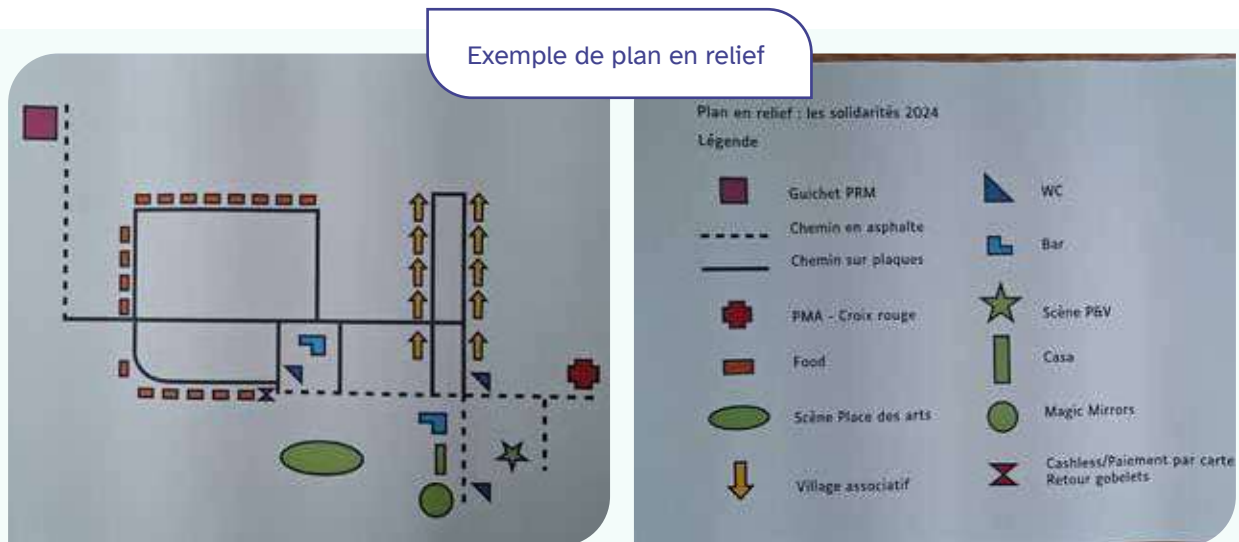 Exemple de plan en relief
Plan en relief : les solidarités 2024
Légende
Guichet PRM
Chemin en asphalte
Chemin sur plaques
PMA - Croix rouge
Food
Scène Place des arts
Village associatif
WC
Bar
Scène P&V
Casa
Magic Mirrors
Cashless/Paiement par carte
Retour gobelets